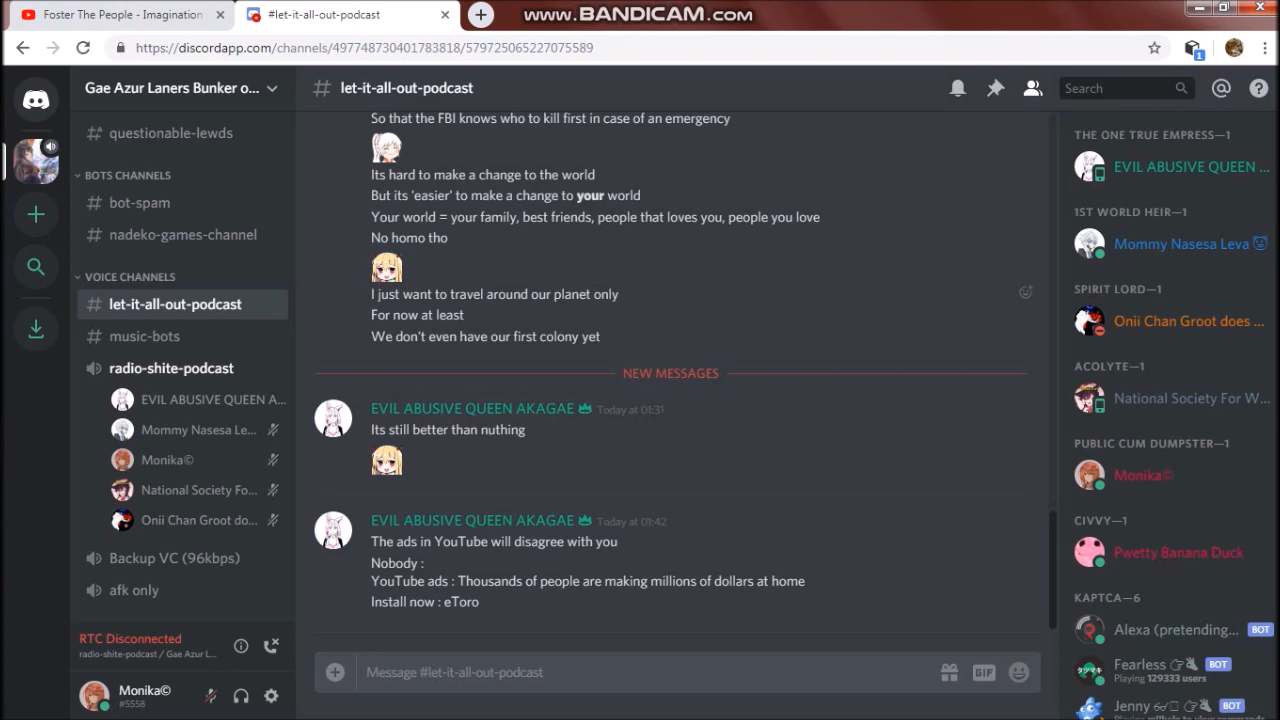 Foster The People - Imagination
#let-it-all-out-podcast
www.BANDICAM.com
https://discordapp.com/channels/497748730401783818/579725065227075589
1
Gae Azur Laners Bunker o...
let-it-all-out-podcast
Search
questionable-lewds
BOTS CHANNELS
bot-spam
nadeko-games-channel
VOICE CHANNELS
let-it-all-out-podcast
music-bots
radio-shite-podcast
EVIL ABUSIVE QUEEN A...
Mommy Nasesa Le...
Monika©
National Society Fo...
Onii Chan Groot do...
Backup VC (96kbps)
afk only
RTC Disconnected
radio-shite-podcast / Gae Azur L...
Monika©
#5558
So that the FBI knows who to kill first in case of an emergency
Its hard to make a change to the world
But its 'easier' to make a change to your world
Your world = your family, best friends, people that loves you, people you love
No homo tho
I just want to travel around our planet only
For now at least
We don't even have our first colony yet
NEW MESSAGES
EVIL ABUSIVE QUEEN AKAGAE Today at 01:31
Its still better than nuthing
EVIL ABUSIVE QUEEN AKAGAE Today at 01:42
The ads in YouTube will disagree with you
Nobody :
YouTube ads : Thousands of people are making millions of dollars at home
Install now : eToro
Message #let-it-all-out-podcast
GIF
THE ONE TRUE EMPRESS—1
EVIL ABUSIVE QUEEN ...
1ST WORLD HEIR—1
Mommy Nasesa Leva
SPIRIT LORD—1
Onii Chan Groot does ...
ACOLYTE—1
National Society For W...
PUBLIC CUM DUMPSTER—1
Monika©
CIVVY—1
Pwetty Banana Duck
KAPTCA—6
Alexa (pretending... BOT
Fearless BOT
Playing 129333 users
Jenny BOT